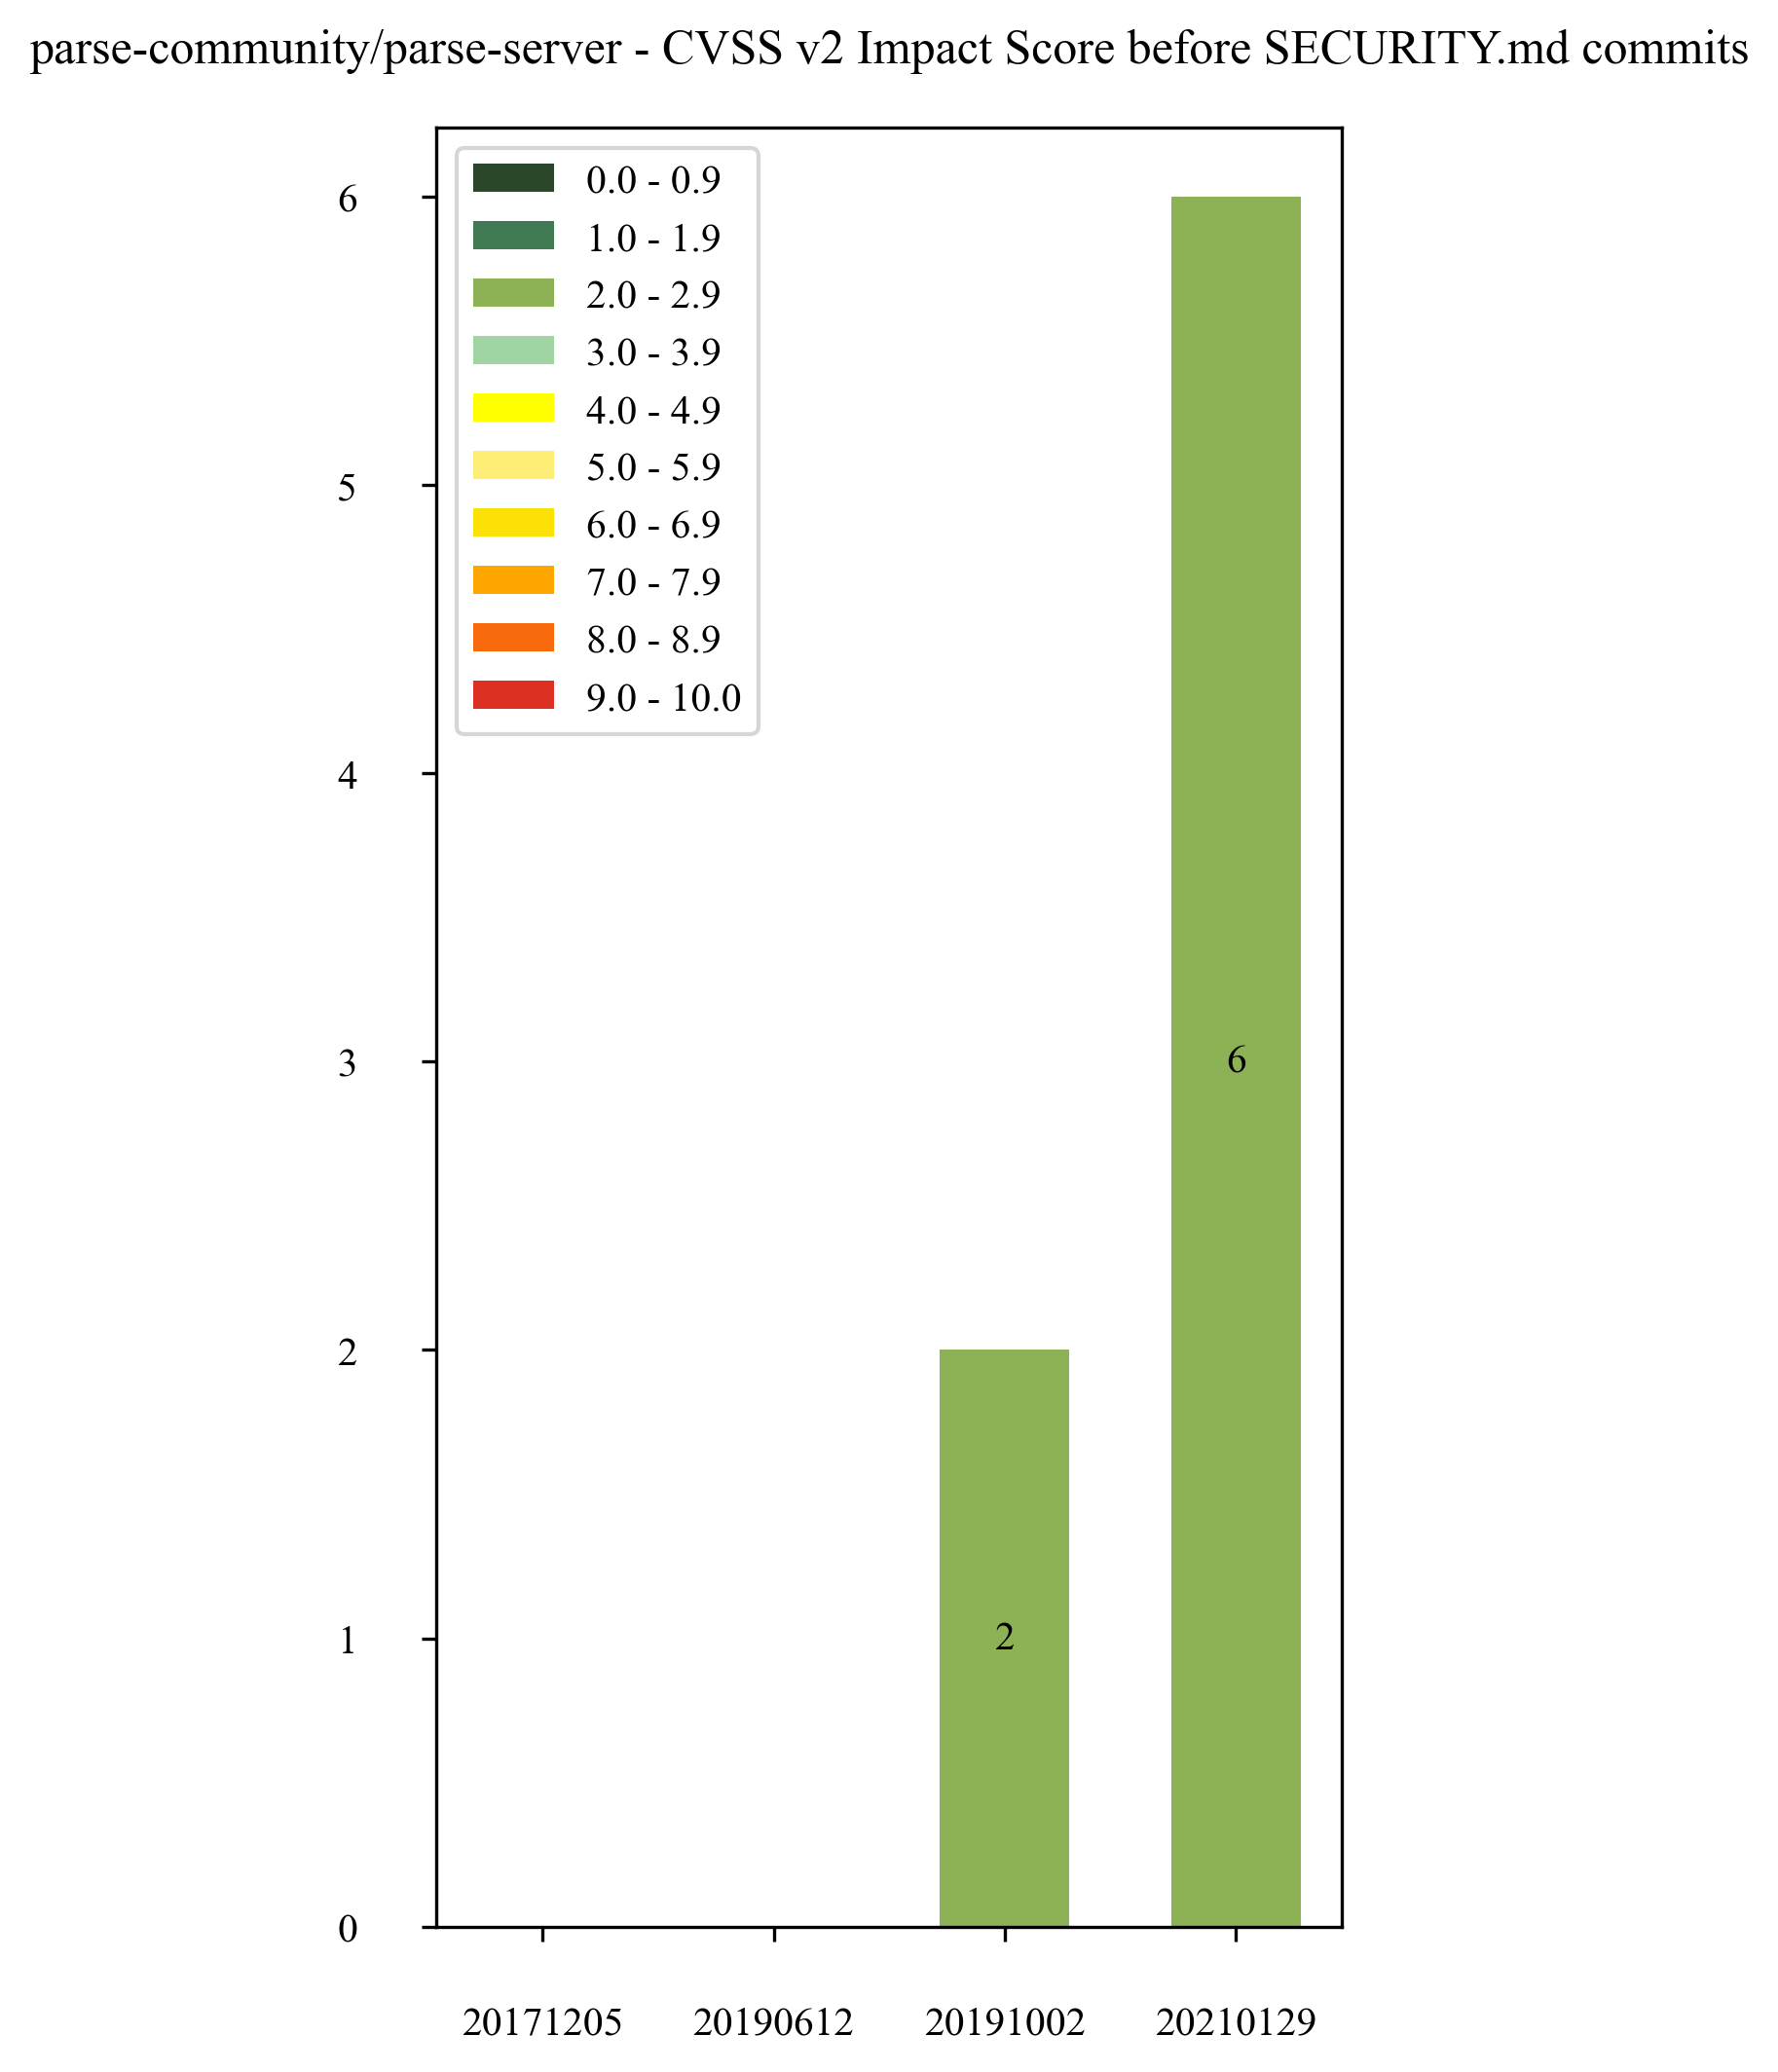 parse-community/parse-server - CVSS v2 Impact Score before SECURITY.md commits
0.0 - 0.9
1.0 - 1.9
2.0 - 2.9
3.0 - 3.9
4.0 - 4.9
5.0 - 5.9
6.0 - 6.9
7.0 - 7.9
8.0 - 8.9
9.0 - 10.0
6
5
4
3
2
1
0
6
2
20171205 20190612 20191002 20210129